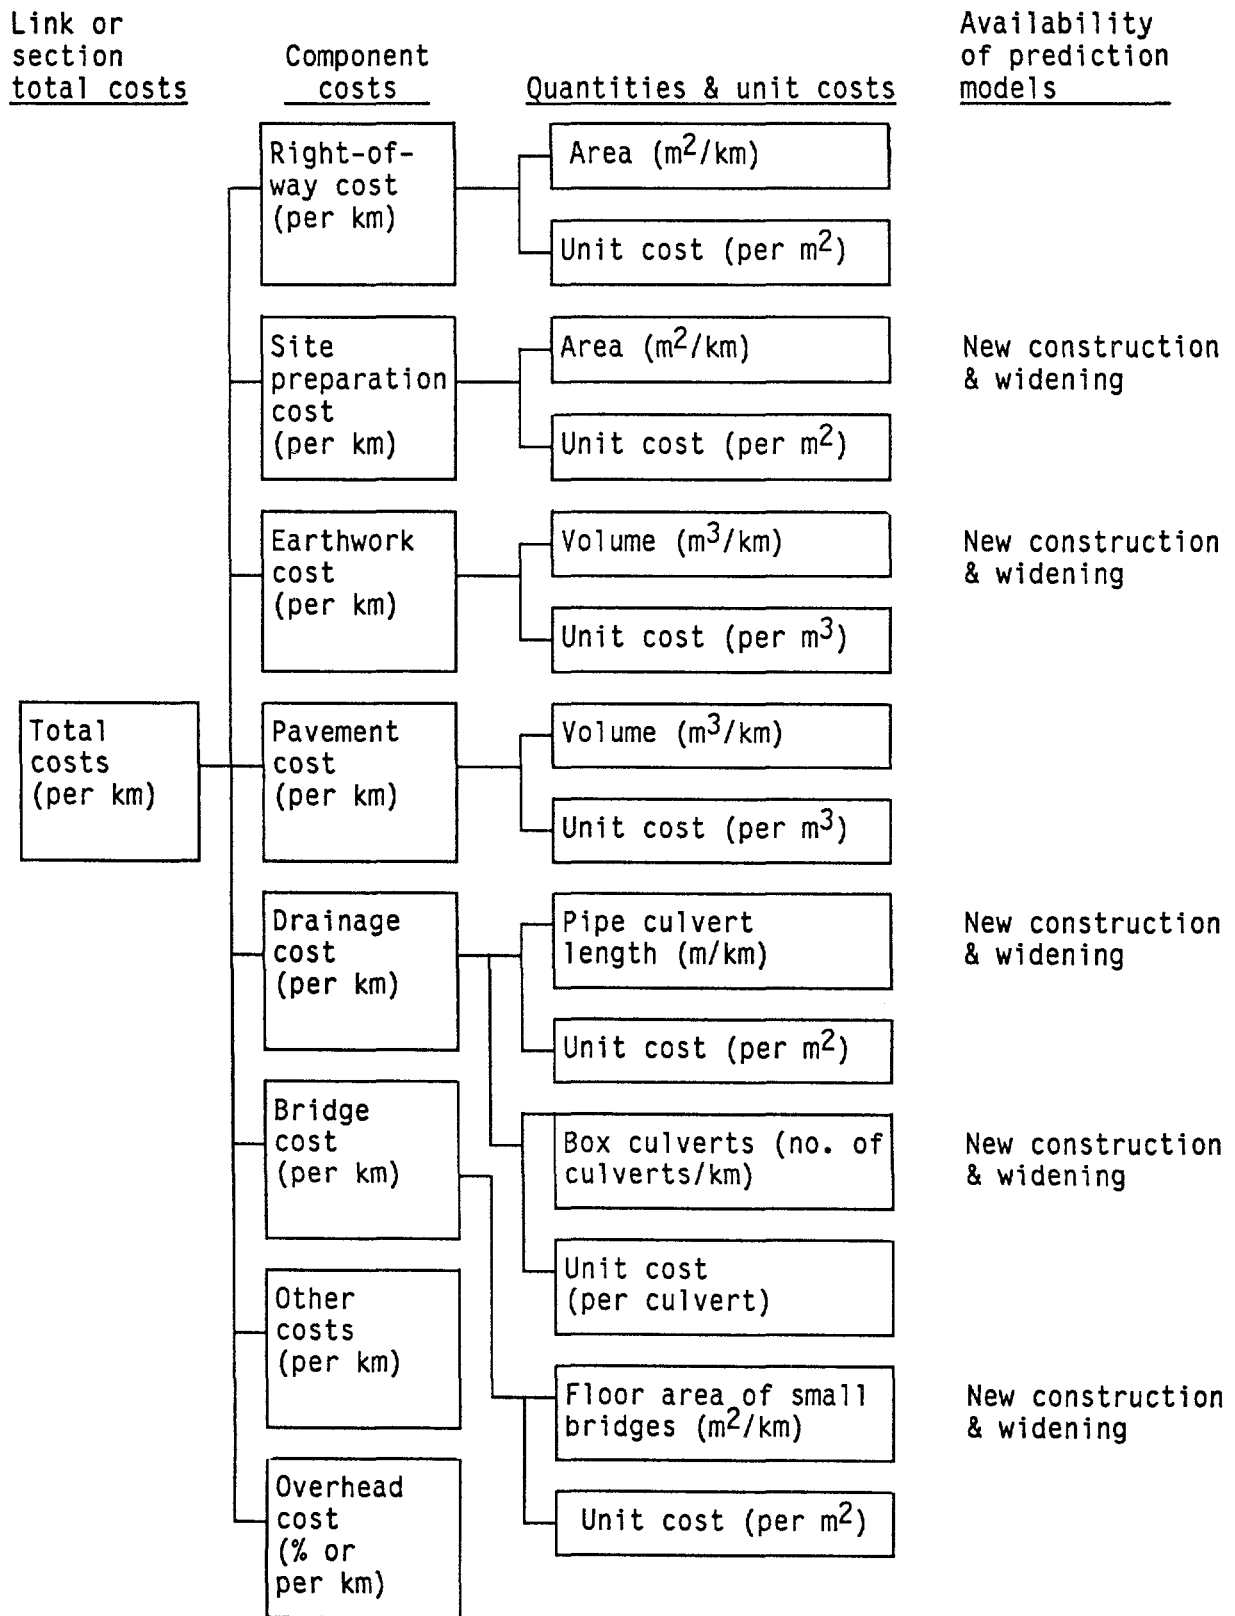 Link or
section
total costs
Component
costs
Quantities & unit costs
Availability
of prediction
models
Right-of-
way cost
(per km)
Area (m²/km)
Unit cost (per m²)
Site
preparation
cost
(per km)
Area (m²/km)
Unit cost (per m²)
New construction
& widening
Earthwork
cost
(per km)
Volume (m³/km)
Unit cost (per m³)
New construction
& widening
Total
costs
(per km)
Pavement
cost
(per km)
Volume (m³/km)
Unit cost (per m³)
Drainage
cost
(per km)
Pipe culvert
length (m/km)
Unit cost (per m²)
New construction
& widening
Box culverts (no. of
culverts/km)
Unit cost
(per culvert)
New construction
& widening
Bridge
cost
(per km)
Floor area of small
bridges (m²/km)
Unit cost (per m²)
New construction
& widening
Other
costs
(per km)
Overhead
cost
(% or
per km)